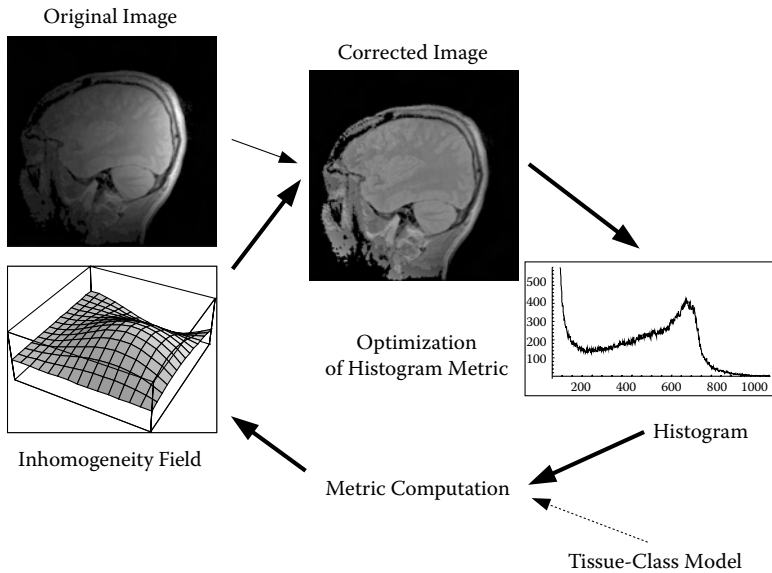 Original Image
Corrected Image
500
400
300
200
100
200 400 600 800 1000
Optimization
of Histogram Metric
Histogram
Inhomogeneity Field
Metric Computation
Tissue-Class Model